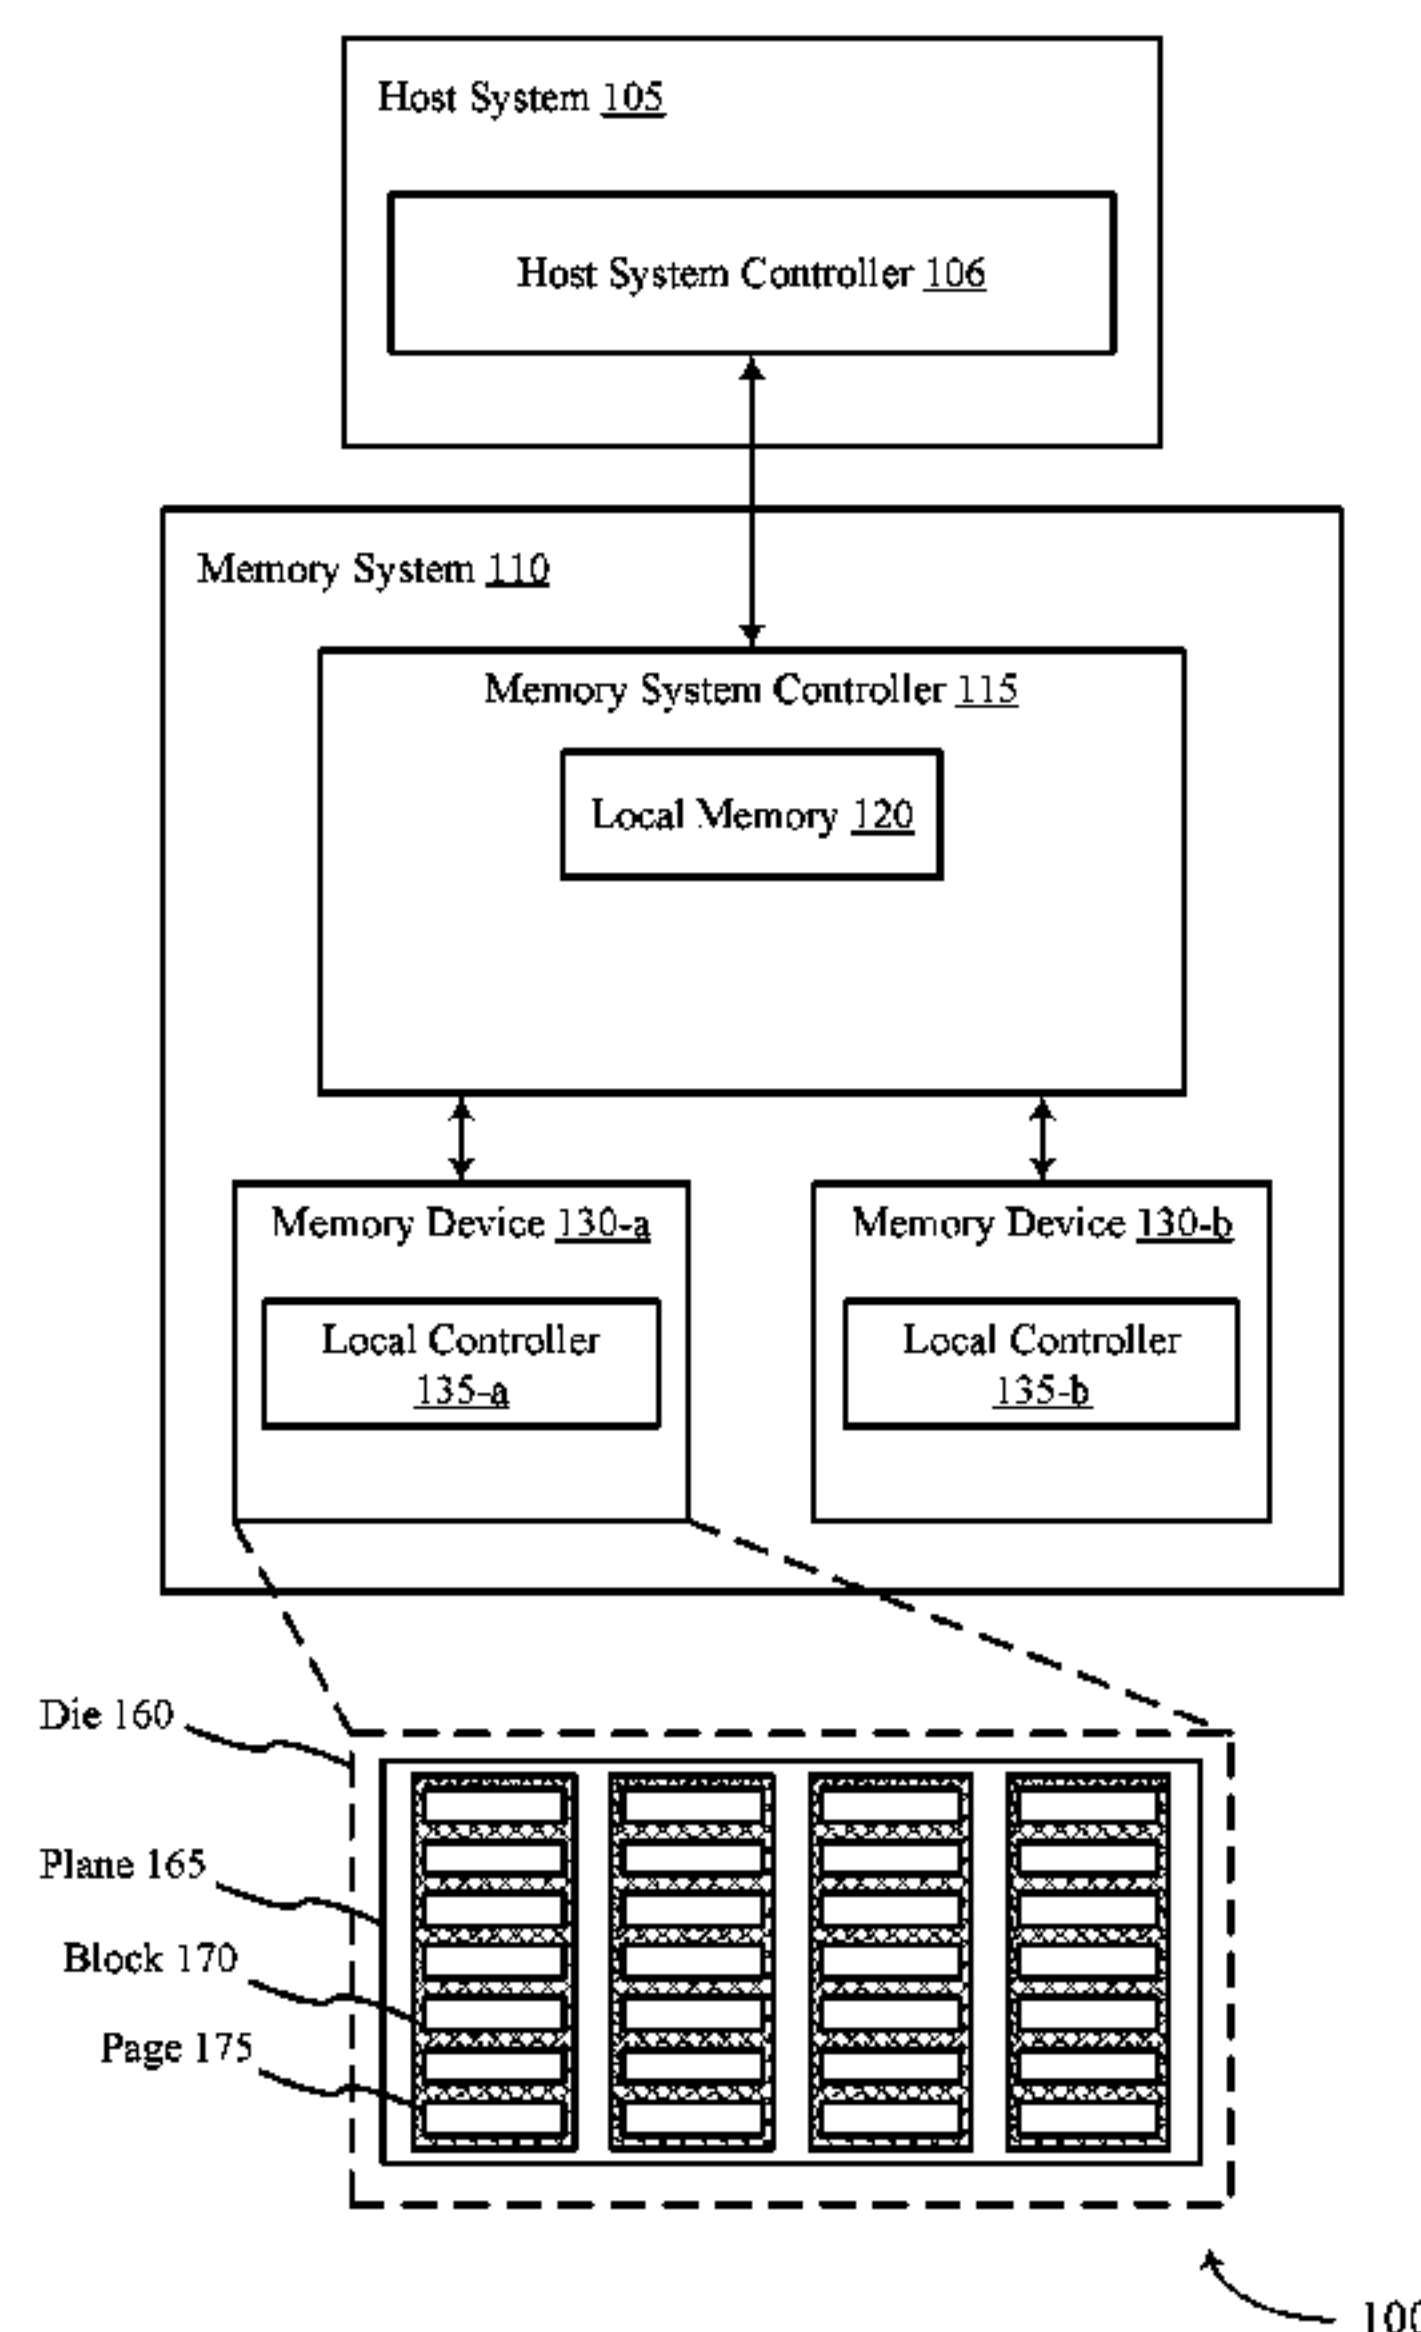 Host System 105
Host System Controller 106
Memory System 110
Memory System Controller 115
Local Memory 120
Memory Device 130-a
Local Controller
135-a
Memory Device 130-b
Local Controller
135-b
Die 160
Plane 165
Block 170
Page 175
100